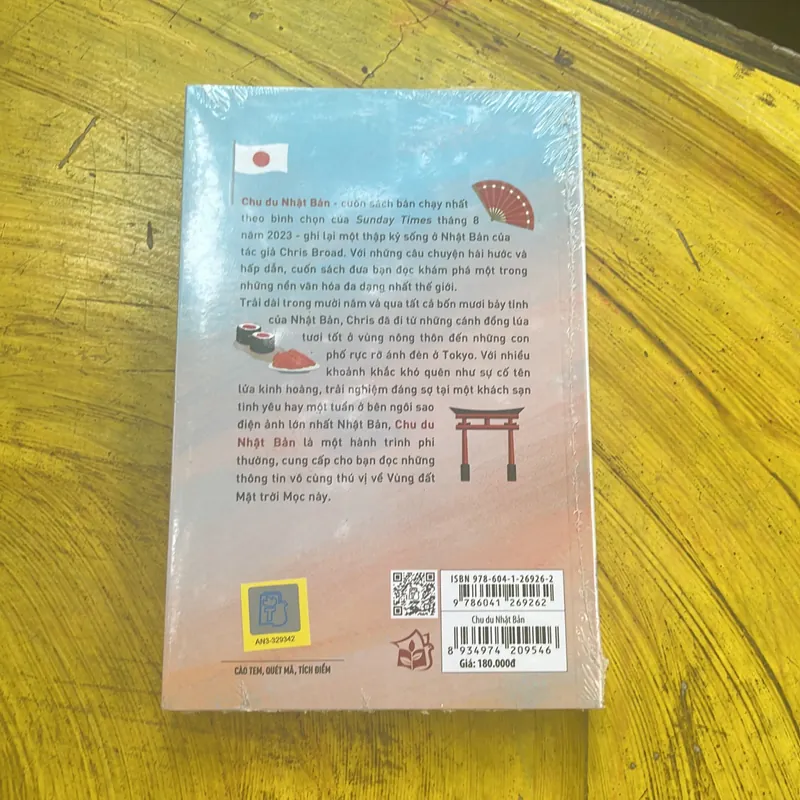 Chu du Nhật Bản - cuốn sách bán chạy nhất
theo bình chọn của Sunday Times tháng 8
năm 2023 - ghi lại một thập kỷ sống ở Nhật Bản của
tác giả Chris Broad. Với những câu chuyện hài hước và
hấp dẫn, cuốn sách đưa bạn đọc khám phá một trong
những nền văn hóa đa dạng nhất thế giới.
Trải dài trong mười năm và qua tất cả bốn mươi bảy tỉnh
của Nhật Bản, Chris đã đi từ những cánh đồng lúa
tươi tốt ở vùng nông thôn đến những con
phố rực rỡ ánh đèn ở Tokyo. Với nhiều
khoảnh khắc khó quên như sự cố tên
lửa kinh hoàng, trải nghiệm đáng sợ tại một khách sạn
tình yêu hay một tuần ở bên ngôi sao
điện ảnh lớn nhất Nhật Bản, Chu du
Nhật Bản là một hành trình phi
thường, cung cấp cho bạn đọc những
thông tin vô cùng thú vị về Vùng đất
Mặt trời Mọc này.
ISBN 978-604-1-26926-2
9 786041 269262
Chu du Nhật Bản
8 934974 209546
Giá: 180.000đ
AN3-329342
CÀO TEM, QUÉT MÃ, TÍCH ĐIỂM